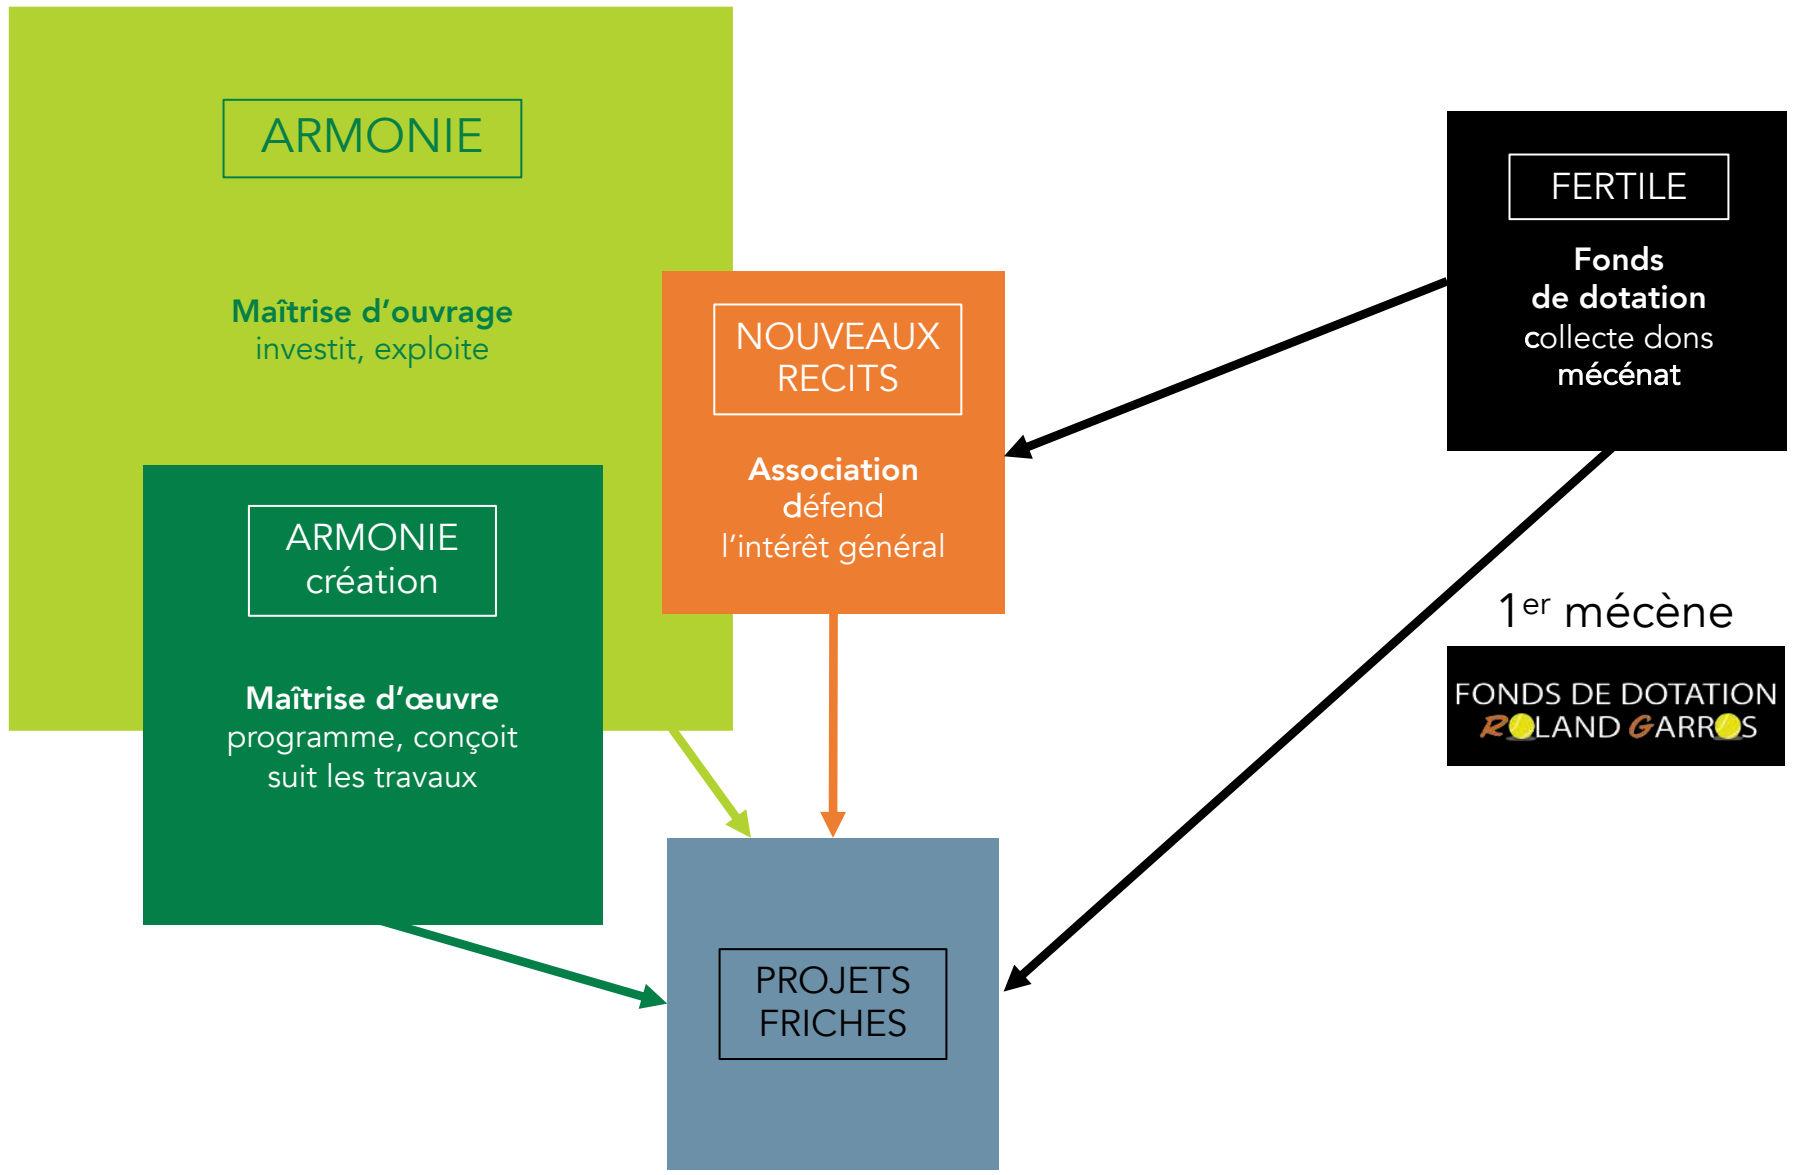 ARMONIE
Maîtrise d’ouvrage
investit, exploite
ARMONIE
création
Maîtrise d’œuvre
programme, conçoit
suit les travaux
NOUVEAUX
RECITS
Association
défend
l’intérêt général
FERTILE
Fonds
de dotation
collecte dons
mécénat
1er mécène
FONDS DE DOTATION
ROLAND GARROS
PROJETS
FRICHES